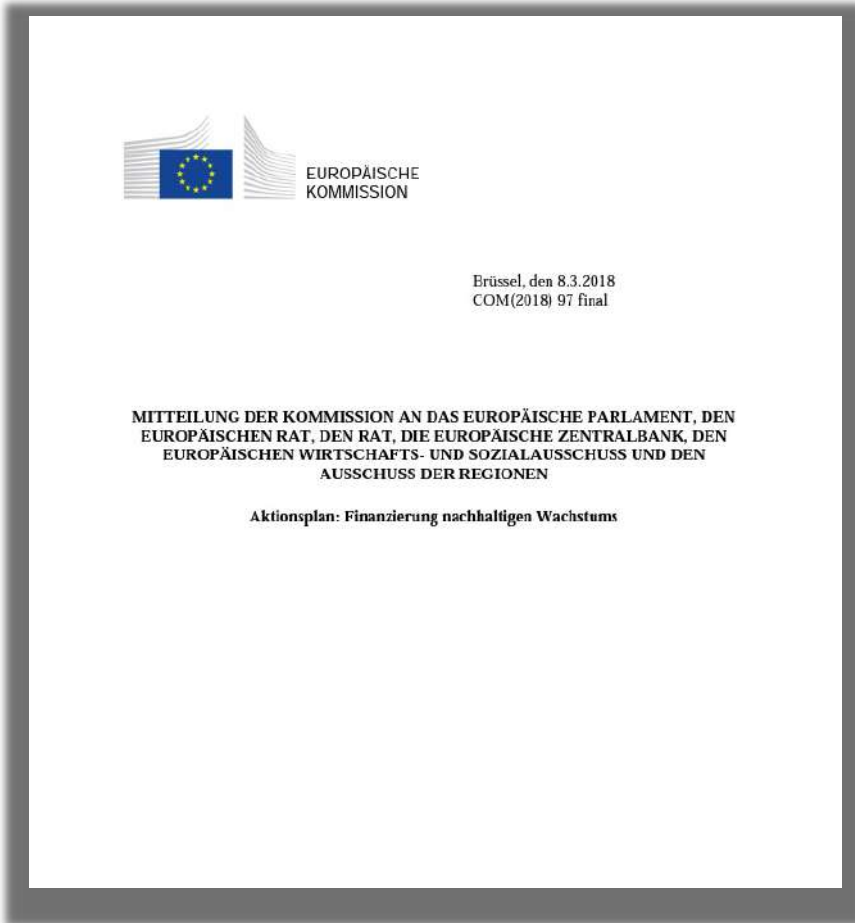 EUROPÄISCHE
KOMMISSION
Brüssel, den 8.3.2018
COM(2018) 97 final
MITTEILUNG DER KOMMISSION AN DAS EUROPÄISCHE PARLAMENT, DEN
EUROPÄISCHEN RAT, DEN RAT, DIE EUROPÄISCHE ZENTRALBANK, DEN
EUROPÄISCHEN WIRTSCHAFTS- UND SOZIALAUSSCHUSS UND DEN
AUSSCHUSS DER REGIONEN
Aktionsplan: Finanzierung nachhaltigen Wachstums